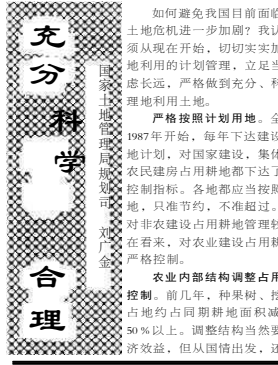 充
分
科
学
合
理
国家土地管理局规划司 刘广金
如何避免我国目前面临
土地危机进一步加剧？我认
须从现在开始，切切实实加
地利用的计划管理，立足当
虑长远，严格做到充分、科
理地利用土地。
严格按照计划用地。全
1987年开始，每年下达建设
地计划，对国家建设，集体
农民建房占用耕地都下达了
控制指标。各地都应当按照
地，只准节约，不准超过。
对非农建设占用耕地管理较
在看来，对农业建设占用耕
严格控制。
农业内部结构调整占用
控制。前几年，种果树、挖
占地约占同期耕地面积减
50％以上。调整结构当然要
济效益，但从国情出发，还